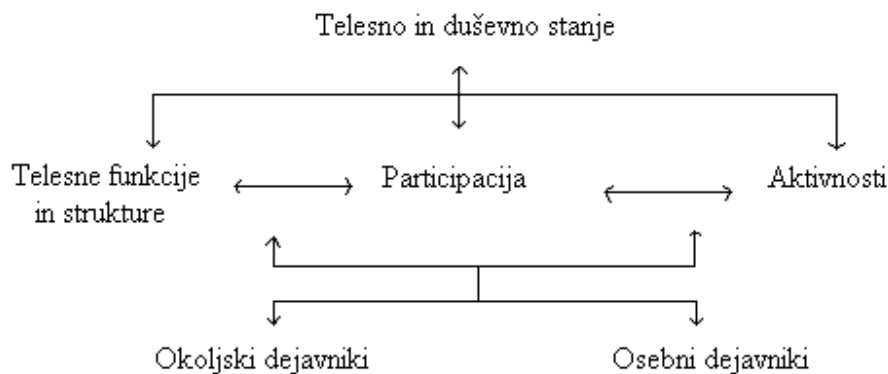 Telesno in duševno stanje
Telesne funkcije
in strukture
Participacija
Aktivnosti
Okoljski dejavniki
Osebni dejavniki